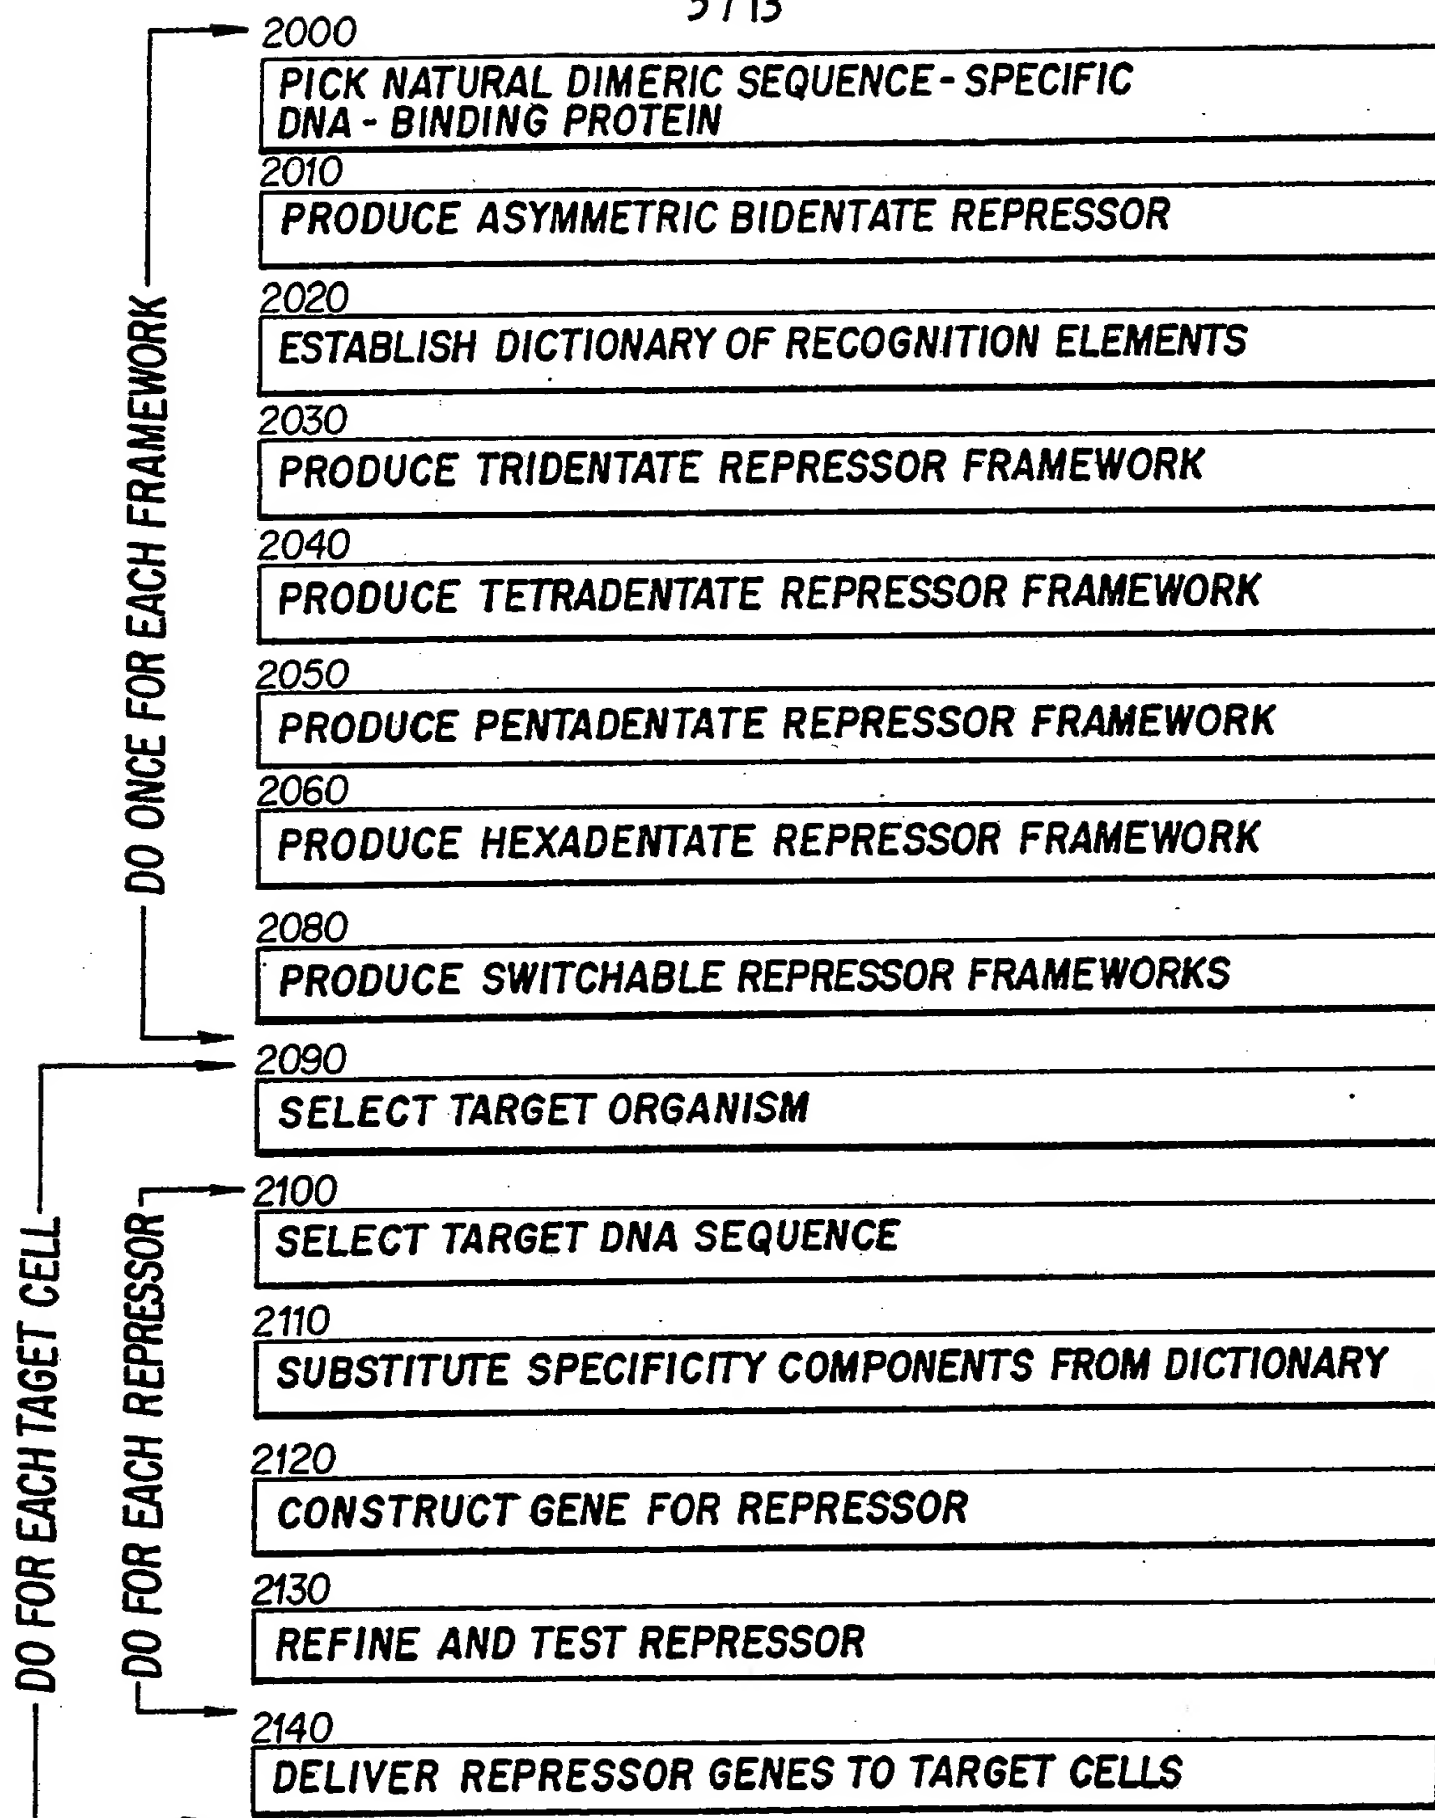 2000
PICK NATURAL DIMERIC SEQUENCE-SPECIFIC
DNA-BINDING PROTEIN
2010
PRODUCE ASYMMETRIC BIDENTATE REPRESSOR
2020
ESTABLISH DICTIONARY OF RECOGNITION ELEMENTS
2030
PRODUCE TRIDENTATE REPRESSOR FRAMEWORK
2040
PRODUCE TETRADENTATE REPRESSOR FRAMEWORK
2050
PRODUCE PENTADENTATE REPRESSOR FRAMEWORK
2060
PRODUCE HEXADENTATE REPRESSOR FRAMEWORK
2080
PRODUCE SWITCHABLE REPRESSOR FRAMEWORKS
DO ONCE FOR EACH FRAMEWORK
2090
SELECT TARGET ORGANISM
2100
SELECT TARGET DNA SEQUENCE
2110
SUBSTITUTE SPECIFICITY COMPONENTS FROM DICTIONARY
2120
CONSTRUCT GENE FOR REPRESSOR
2130
REFINE AND TEST REPRESSOR
2140
DELIVER REPRESSOR GENES TO TARGET CELLS
DO FOR EACH TAGET CELL
DO FOR EACH REPRESSOR